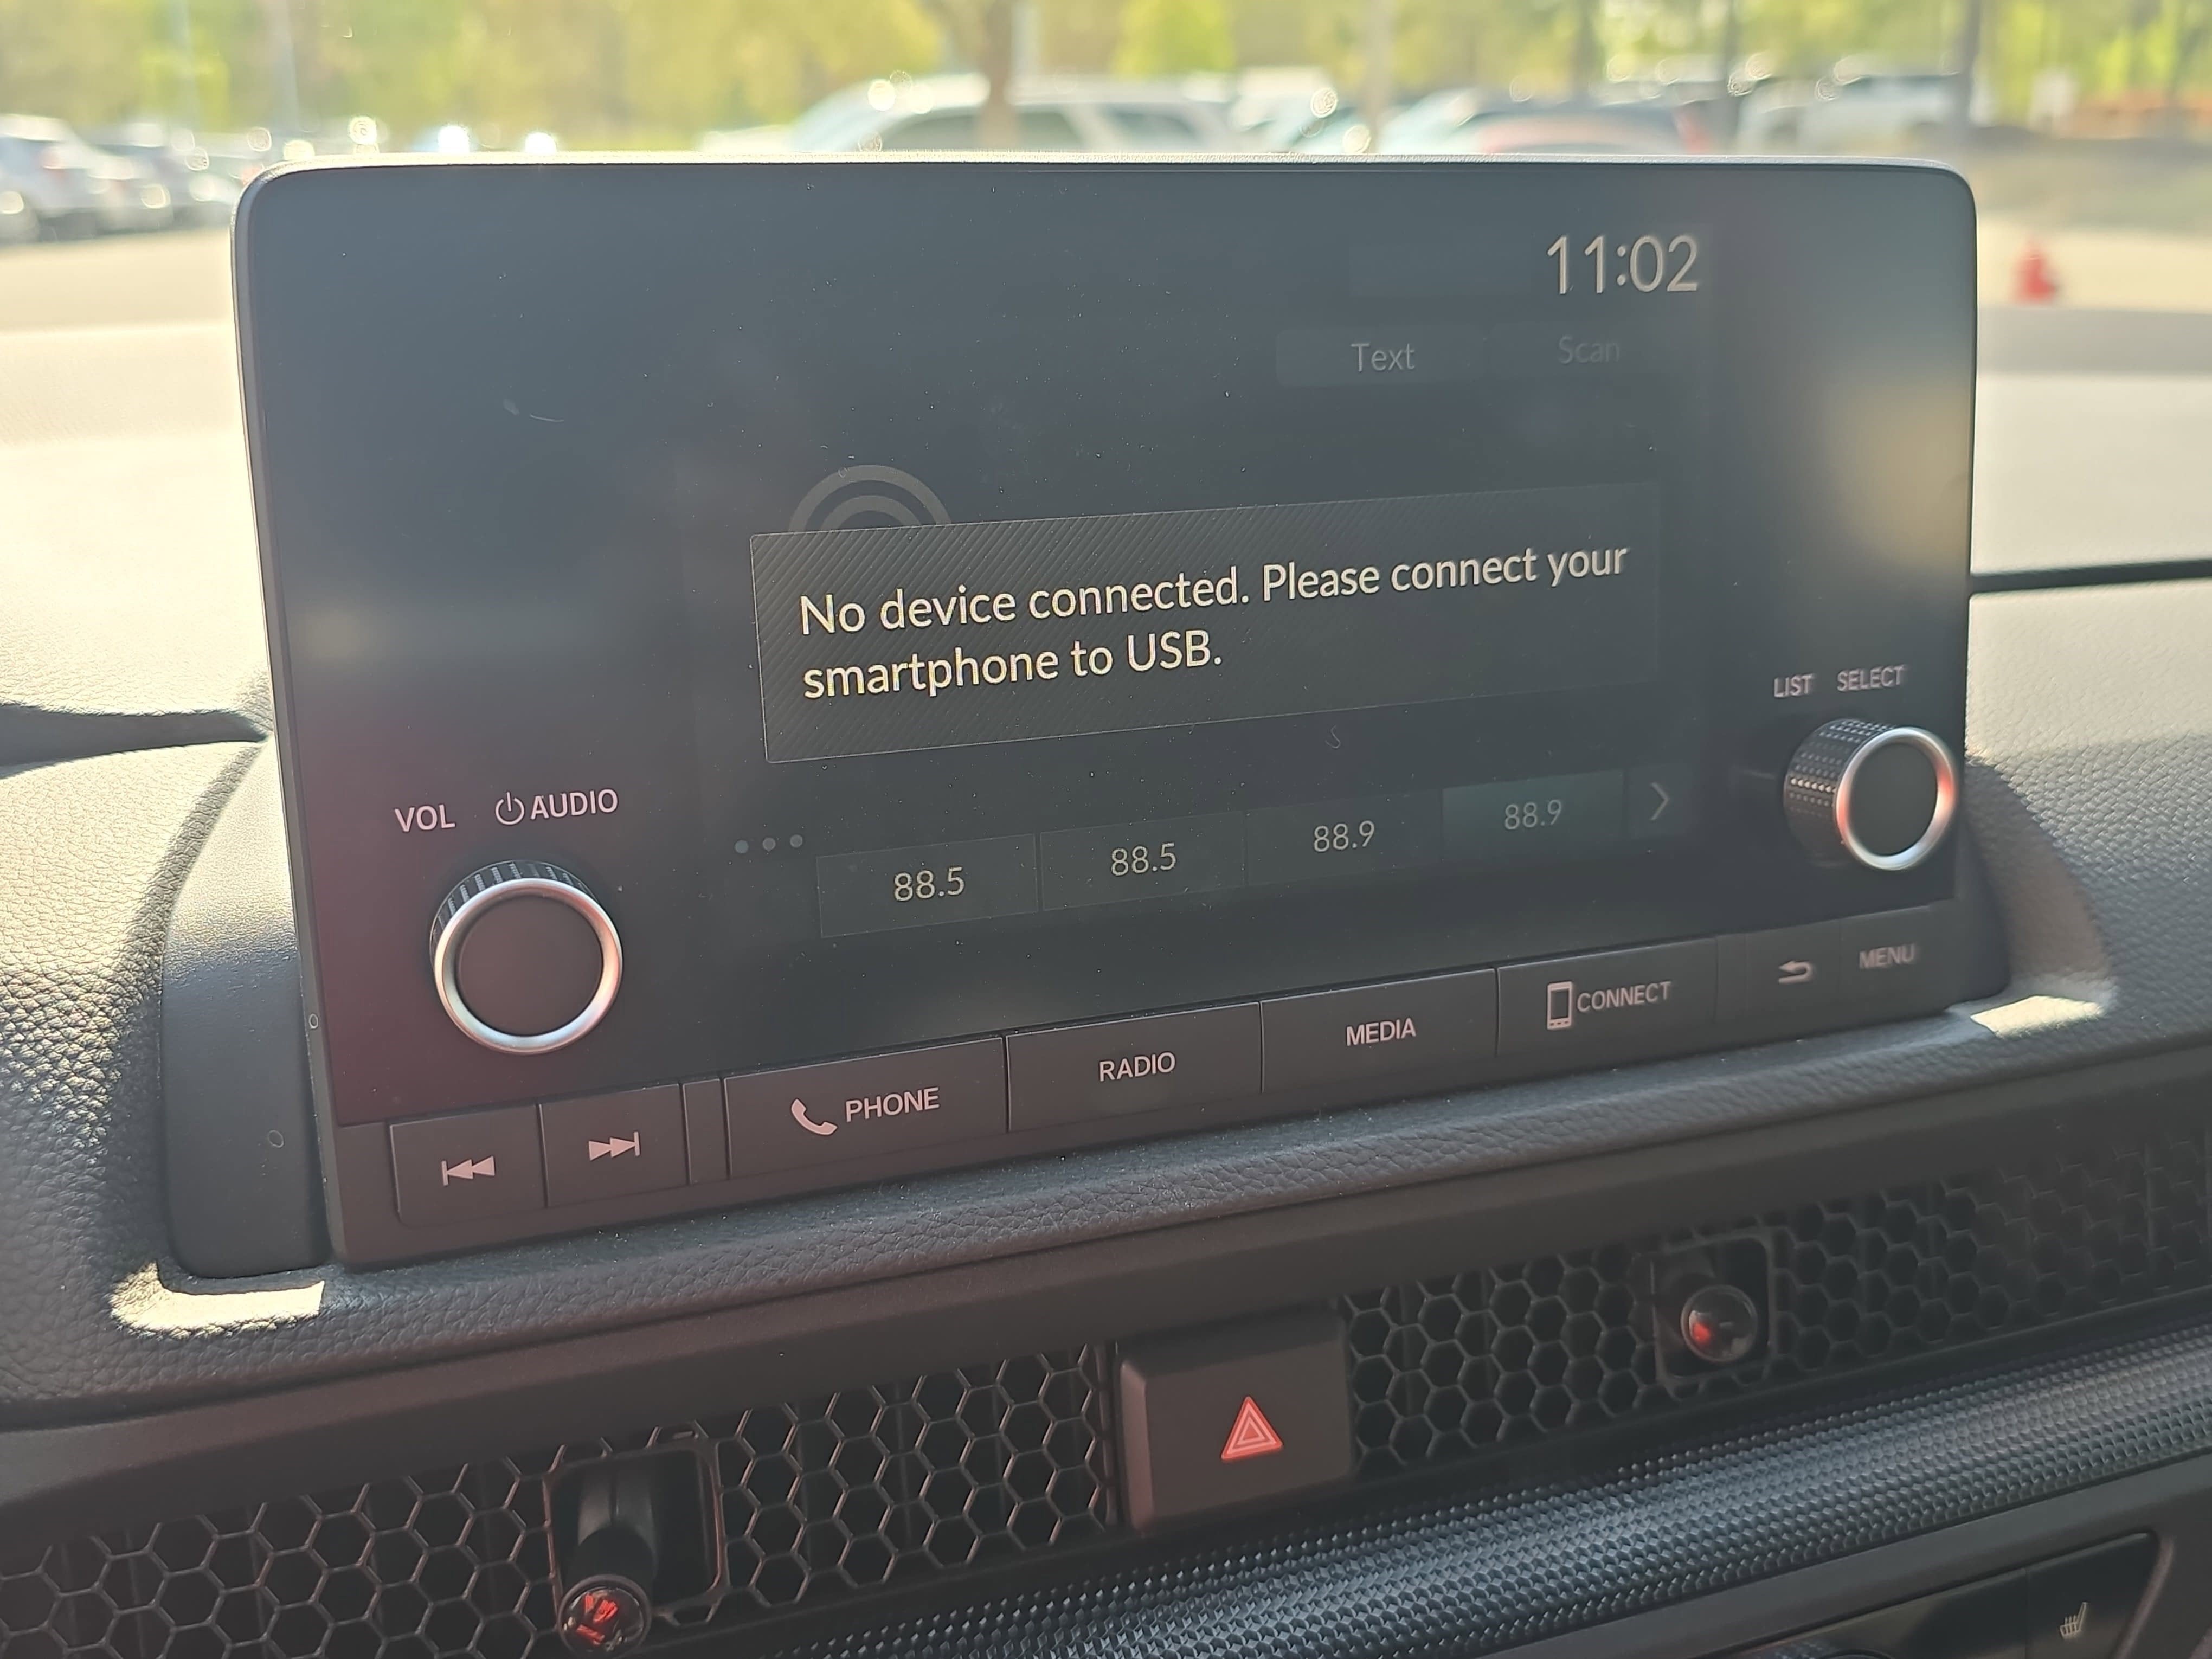 11:02
Text
Scan
No device connected. Please connect your
smartphone to USB.
LIST SELECT
VOL AUDIO
88.5
88.5
88.9
88.9
PHONE
RADIO
MEDIA
CONNECT
MENU